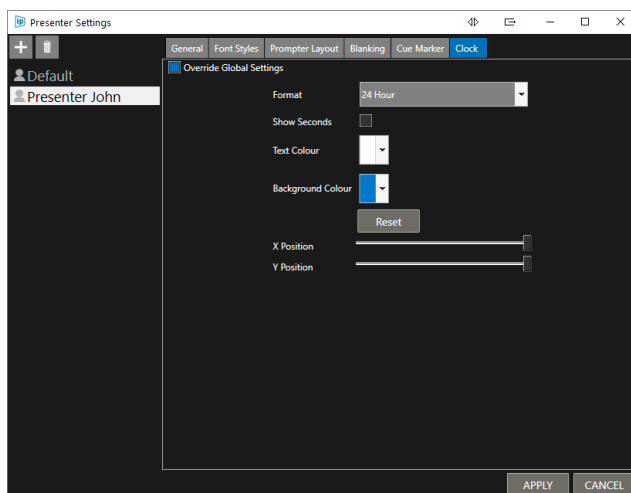 ip Presenter Settings
General Font Styles Prompter Layout Blanking Cue Marker Clock
Default
Presenter John
Override Global Settings
Format 24 Hour
Show Seconds
Text Colour
Background Colour
Reset
X Position
Y Position
APPLY CANCEL